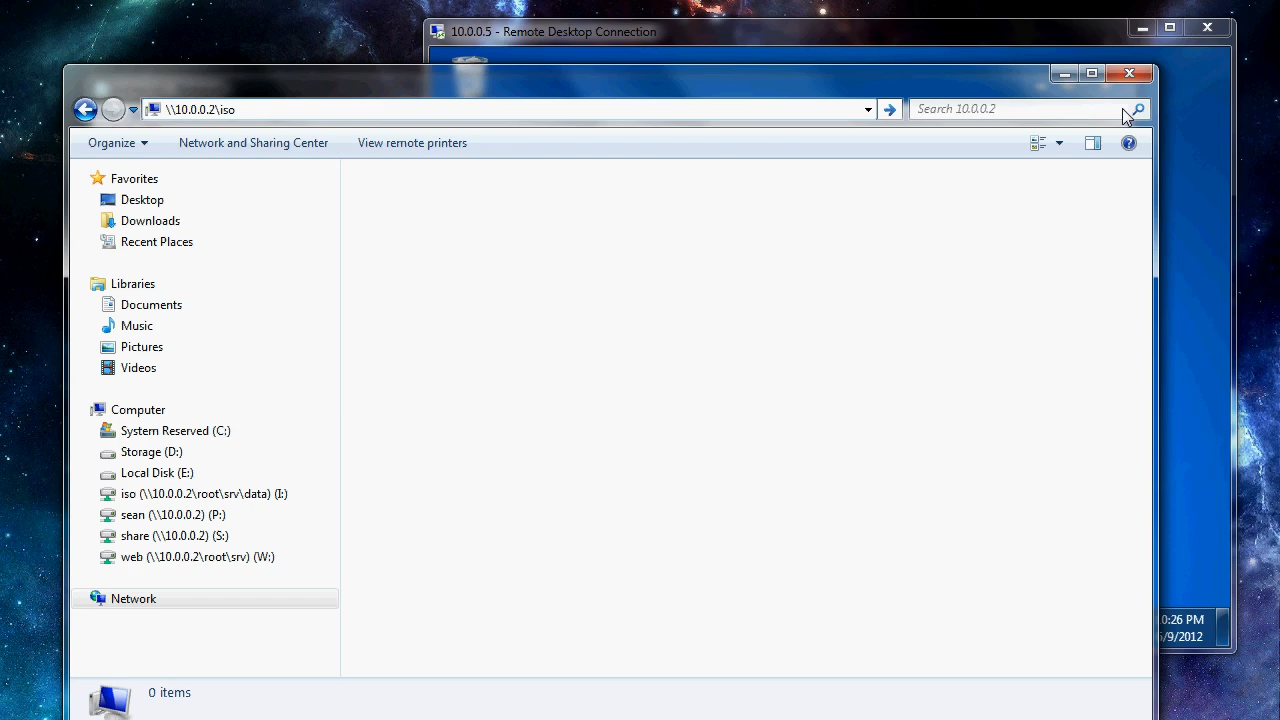 10.0.0.5 - Remote Desktop Connection
\\10.0.0.2\iso
Search 10.0.0.2
Organize
Network and Sharing Center
View remote printers
Favorites
Desktop
Downloads
Recent Places
Libraries
Documents
Music
Pictures
Videos
Computer
System Reserved (C:)
Storage (D:)
Local Disk (E:)
iso (\\10.0.0.2\root\srv\data) (I:)
sean (\\10.0.0.2) (P:)
share (\\10.0.0.2) (S:)
web (\\10.0.0.2\root\srv) (W:)
Network
0:26 PM
/9/2012
0 items